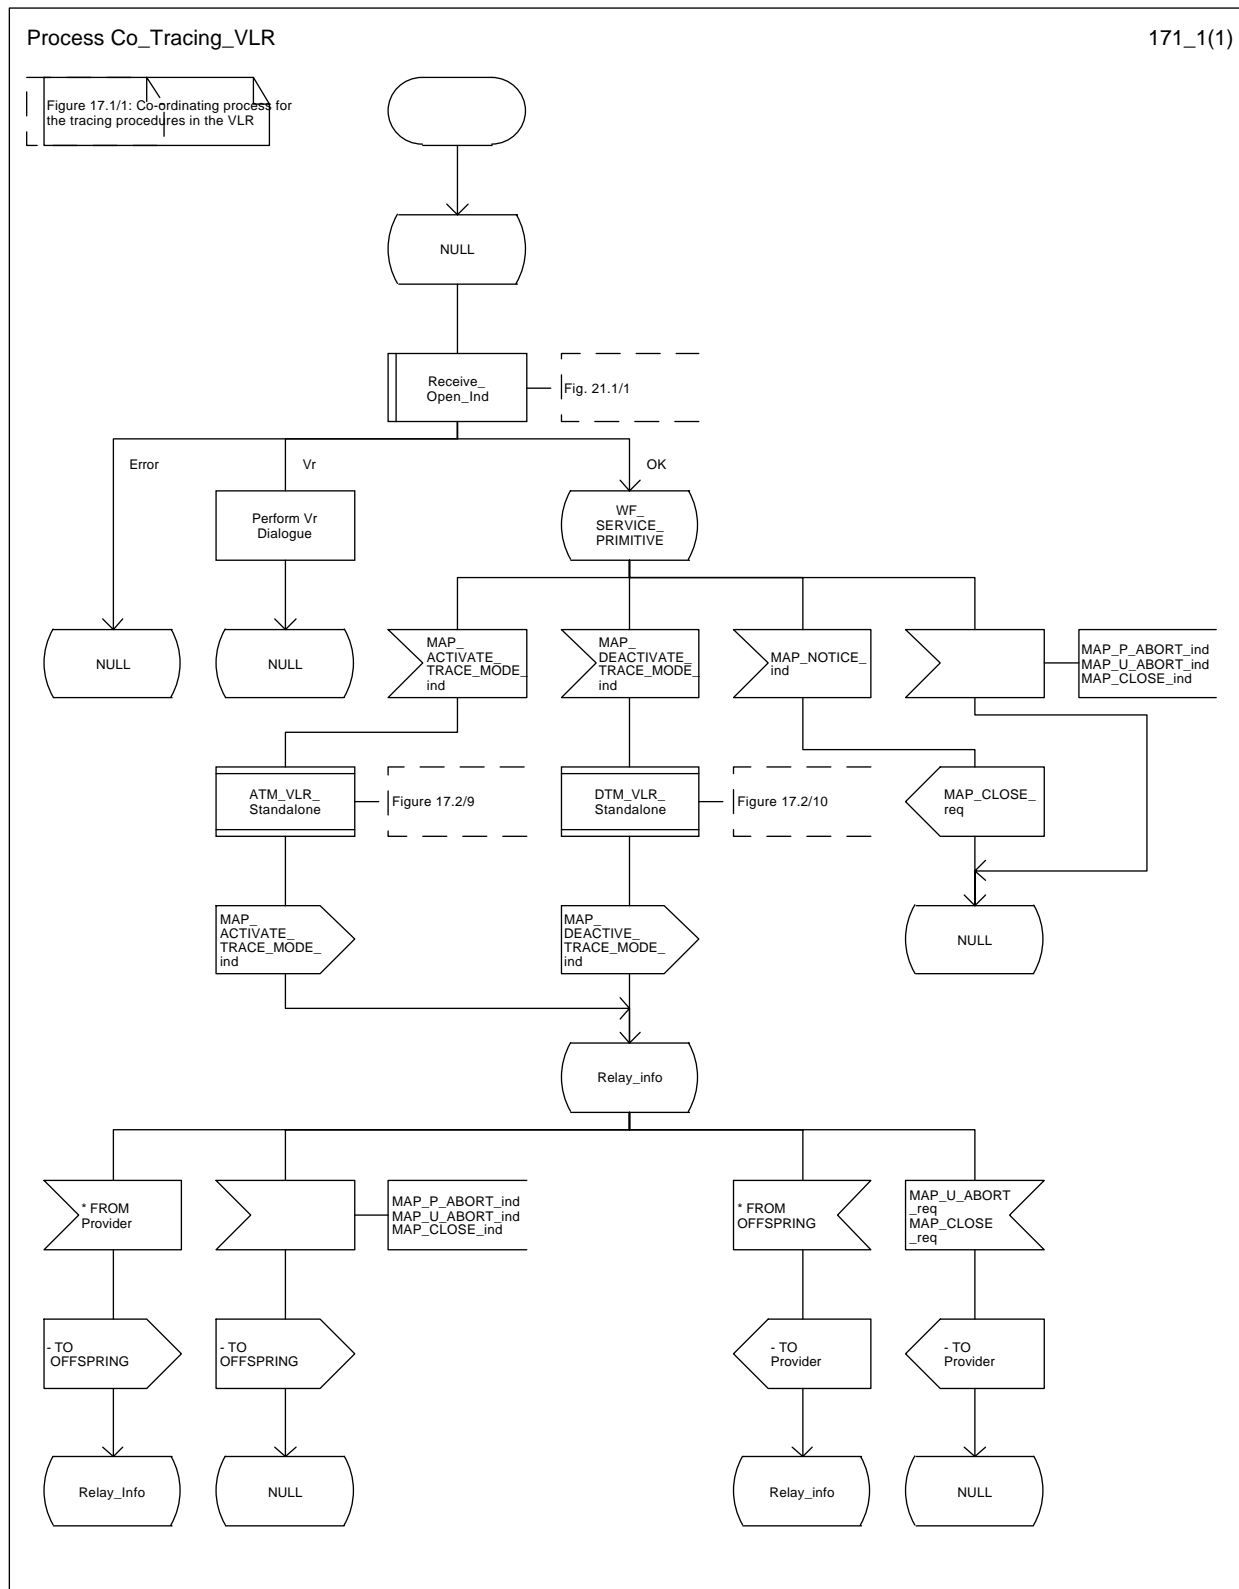 Process Co_Tracing_VLR
171_1(1)
Figure 17.1/1: Co-ordinating process for
the tracing procedures in the VLR
NULL
Receive_
Open_Ind
Fig. 21.1/1
Error
Vr
OK
Perform Vr
Dialogue
WF_
SERVICE_
PRIMITIVE
NULL
NULL
MAP_
ACTIVATE_
TRACE_MODE_
ind
MAP_
DEACTIVATE_
TRACE_MODE_
ind
MAP_NOTICE_
ind
MAP_P_ABORT_ind
MAP_U_ABORT_ind
MAP_CLOSE_ind
ATM_VLR_
Standalone
Figure 17.2/9
DTM_VLR_
Standalone
Figure 17.2/10
MAP_CLOSE_
req
MAP_
ACTIVATE_
TRACE_MODE_
ind
MAP_
DEACTIVE_
TRACE_MODE_
ind
NULL
Relay_info
* FROM
Provider
MAP_P_ABORT_ind
MAP_U_ABORT_ind
MAP_CLOSE_ind
* FROM
OFFSPRING
MAP_U_ABORT
_req
MAP_CLOSE
_req
- TO
OFFSPRING
- TO
OFFSPRING
- TO
Provider
- TO
Provider
Relay_Info
NULL
Relay_info
NULL